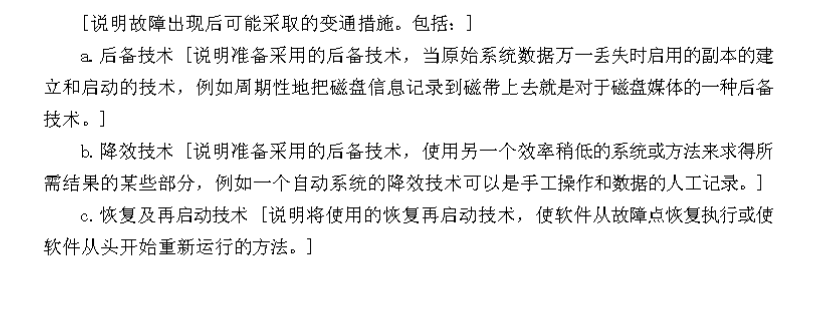 [说明故障出现后可能采取的变通措施。包括：]
a. 后备技术 [说明准备采用的后备技术，当原始系统数据万一丢失时启用的副本的建
立和启动的技术，例如周期性地把磁盘信息记录到磁带上去就是对于磁盘媒体的一种后备
技术。]
b. 降效技术 [说明准备采用的后备技术，使用另一个效率稍低的系统或方法来求得所
需结果的某些部分，例如一个自动系统的降效技术可以是手工操作和数据的人工记录。]
c. 恢复及再启动技术 [说明将使用的恢复再启动技术，使软件从故障点恢复执行或使
软件从头开始重新运行的方法。]